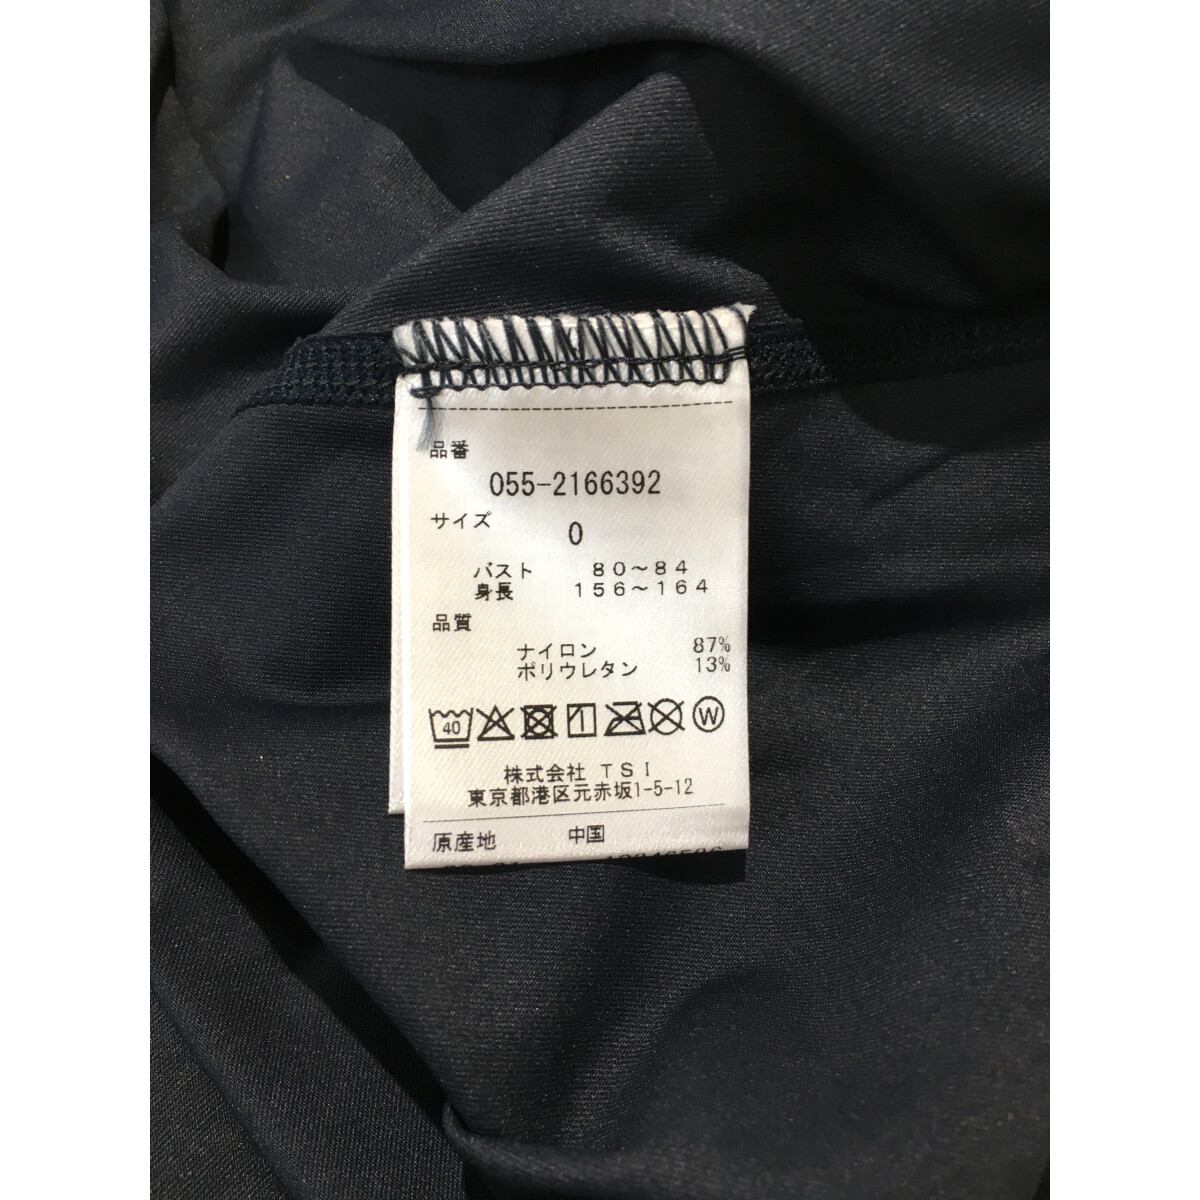 品番
055-2166392
サイズ
0
バスト 80～84
身長 156～164
品質
ナイロン 87%
ポリウレタン 13%
40
W
株式会社 TSI
東京都港区元赤坂1-5-12
原産地 中国